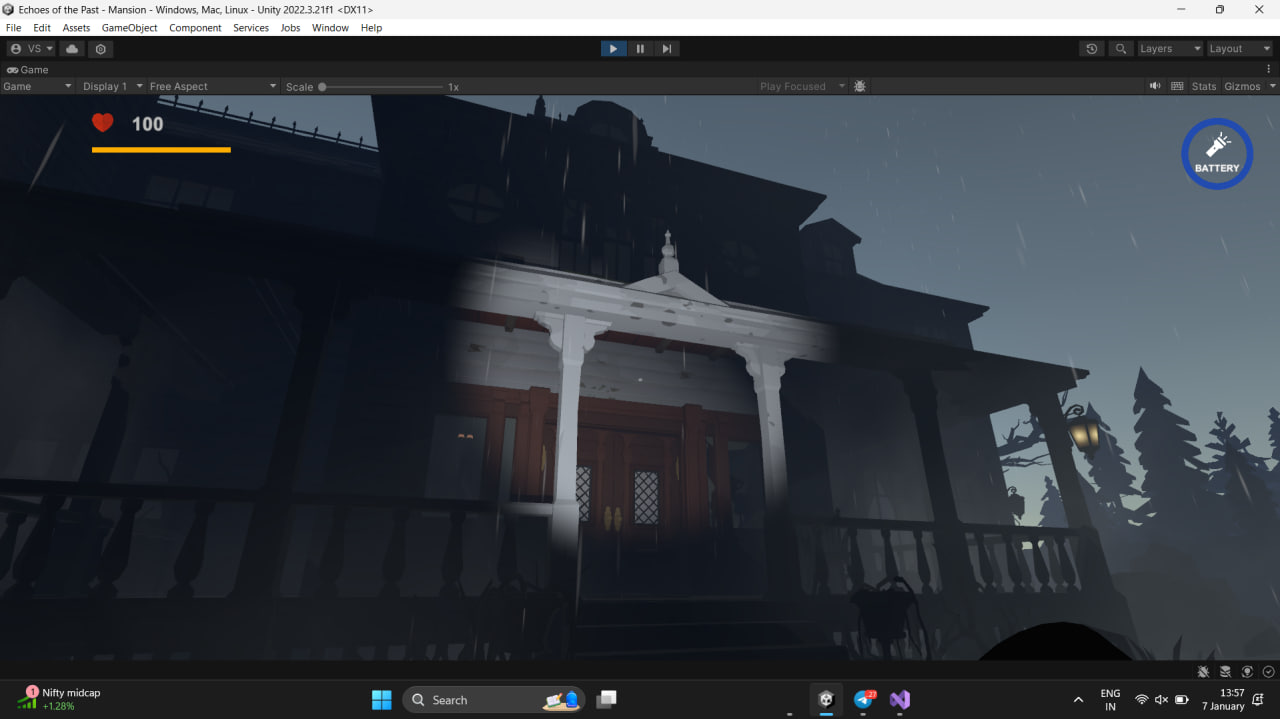 Echoes of the Past - Mansion - Windows, Mac, Linux - Unity 2022.3.21f1 <DX11>
File Edit Assets GameObject Component Services Jobs Window Help
VS Layers Layout
Game
Game Display 1 Free Aspect Scale 1x Play Focused Stats Gizmos
100
BATTERY
1 Nifty midcap
+1.28%
Search
27
ENG
IN
13:57
7 January